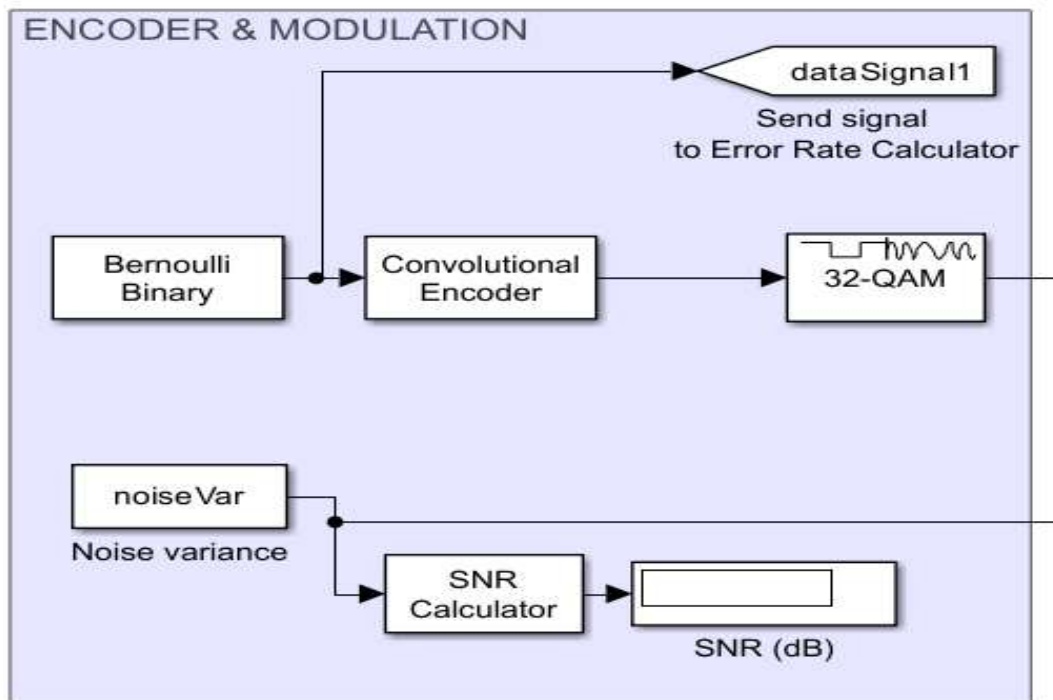 ENCODER & MODULATION
dataSignal1
Send signal
to Error Rate Calculator
Bernoulli
Binary
Convolutional
Encoder
32-QAM
noiseVar
Noise variance
SNR
Calculator
SNR (dB)